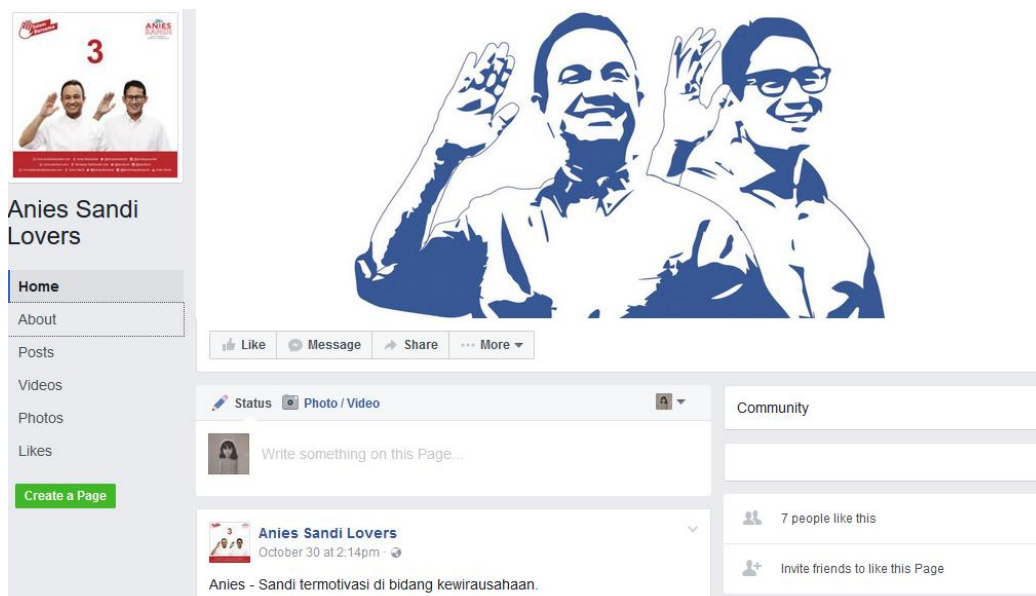 3
ANIES
SANDI
Anies Sandi
Lovers
Home
About
Posts
Videos
Photos
Likes
Create a Page
Like
Message
Share
More
Status
Photo / Video
Write something on this Page...
Community
7 people like this
Invite friends to like this Page
3
Anies Sandi Lovers
October 30 at 2:14pm ·
Anies - Sandi termotivasi di bidang kewirausahaan.